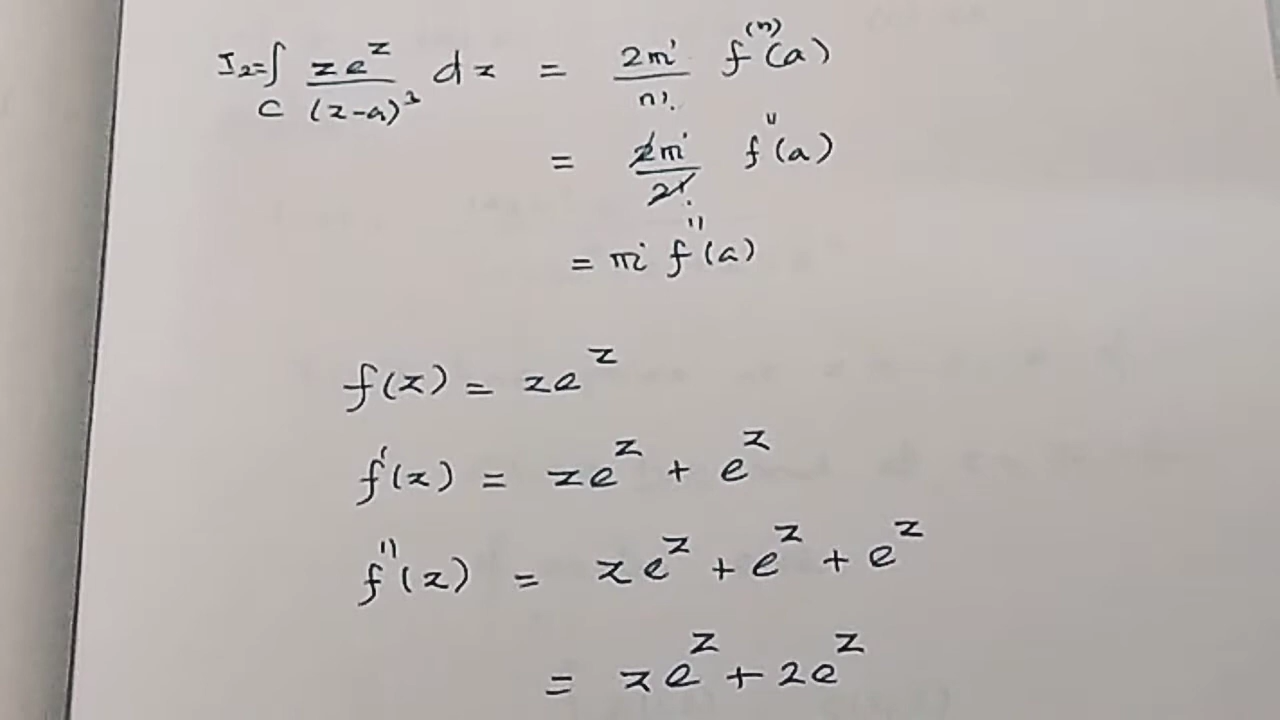 I₂ = ∫_C ze^z/(z-a)³ dz = 2πi/n! f⁽ⁿ⁾(a)
= 2πi/2! f''(a)
= πi f''(a)
f(z) = ze^z
f'(z) = ze^z + e^z
f''(z) = ze^z + e^z + e^z
= ze^z + 2e^z